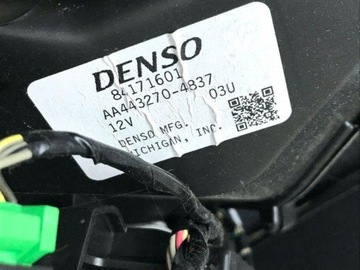 DENSO
84171601
AA443270-4837
12V 03U
DENSO MFG.
MICHIGAN, INC.